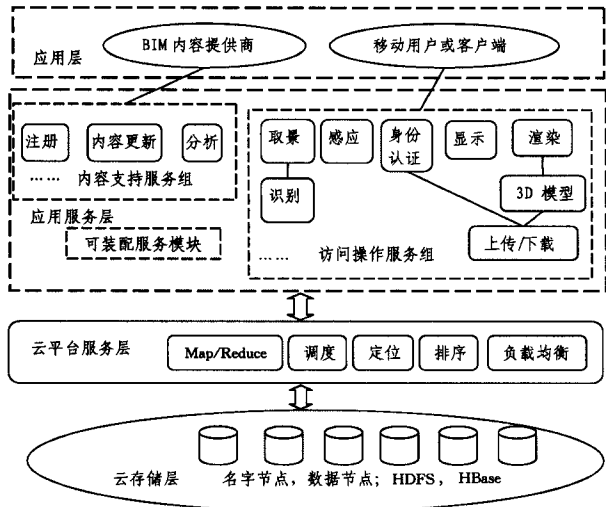 BIM 内容提供商
移动用户或客户端
应用层
注册
内容更新
分析
…… 内容支持服务组
应用服务层
可装配服务模块
取景
感应
身份
认证
显示
渲染
识别
3D 模型
上传/下载
…… 访问操作服务组
云平台服务层
Map/Reduce
调度
定位
排序
负载均衡
云存储层
名字节点，数据节点；HDFS，HBase